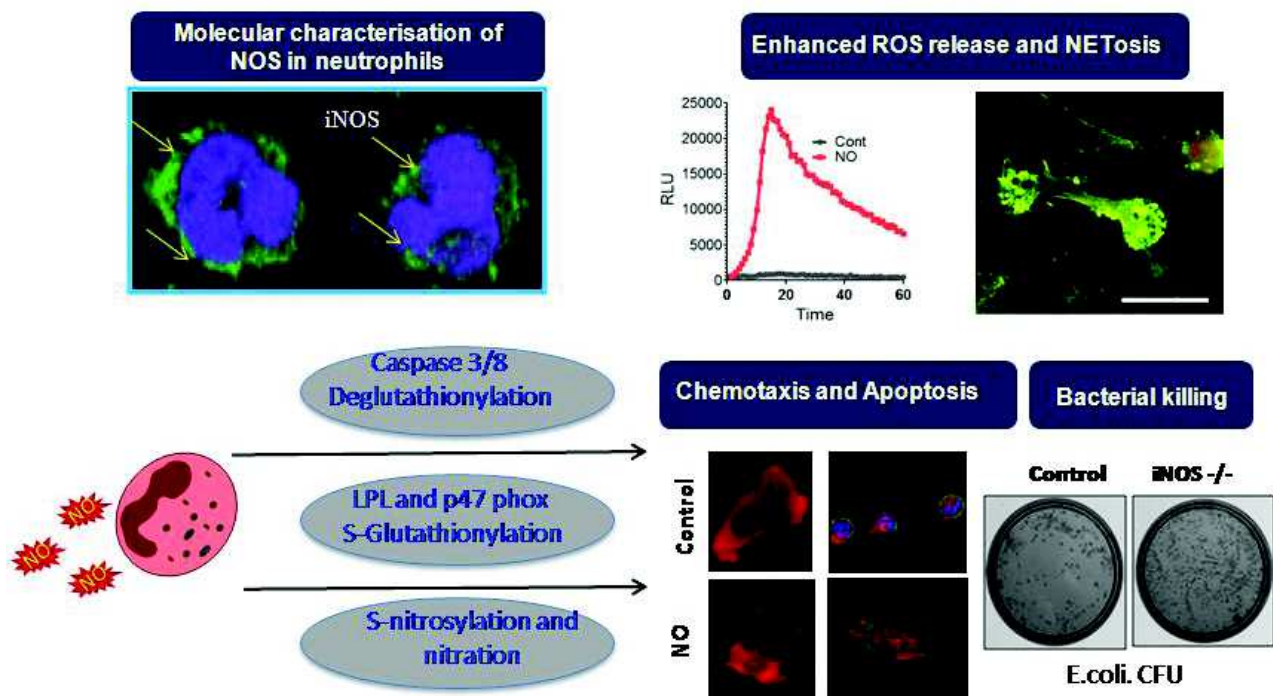 Molecular characterisation of
NOS in neutrophils
iNOS
Enhanced ROS release and NETosis
25000
20000
15000
10000
5000
0
RLU
Cont
NO
0
20
40
60
Time
Caspase 3/8
Deglutathionylation
LPL and p47 phox
S-Glutathionylation
S-nitrosylation and
nitration
NO
NO
NO
Chemotaxis and Apoptosis
Control
NO
Bacterial killing
Control
iNOS -/-
E.coli. CFU